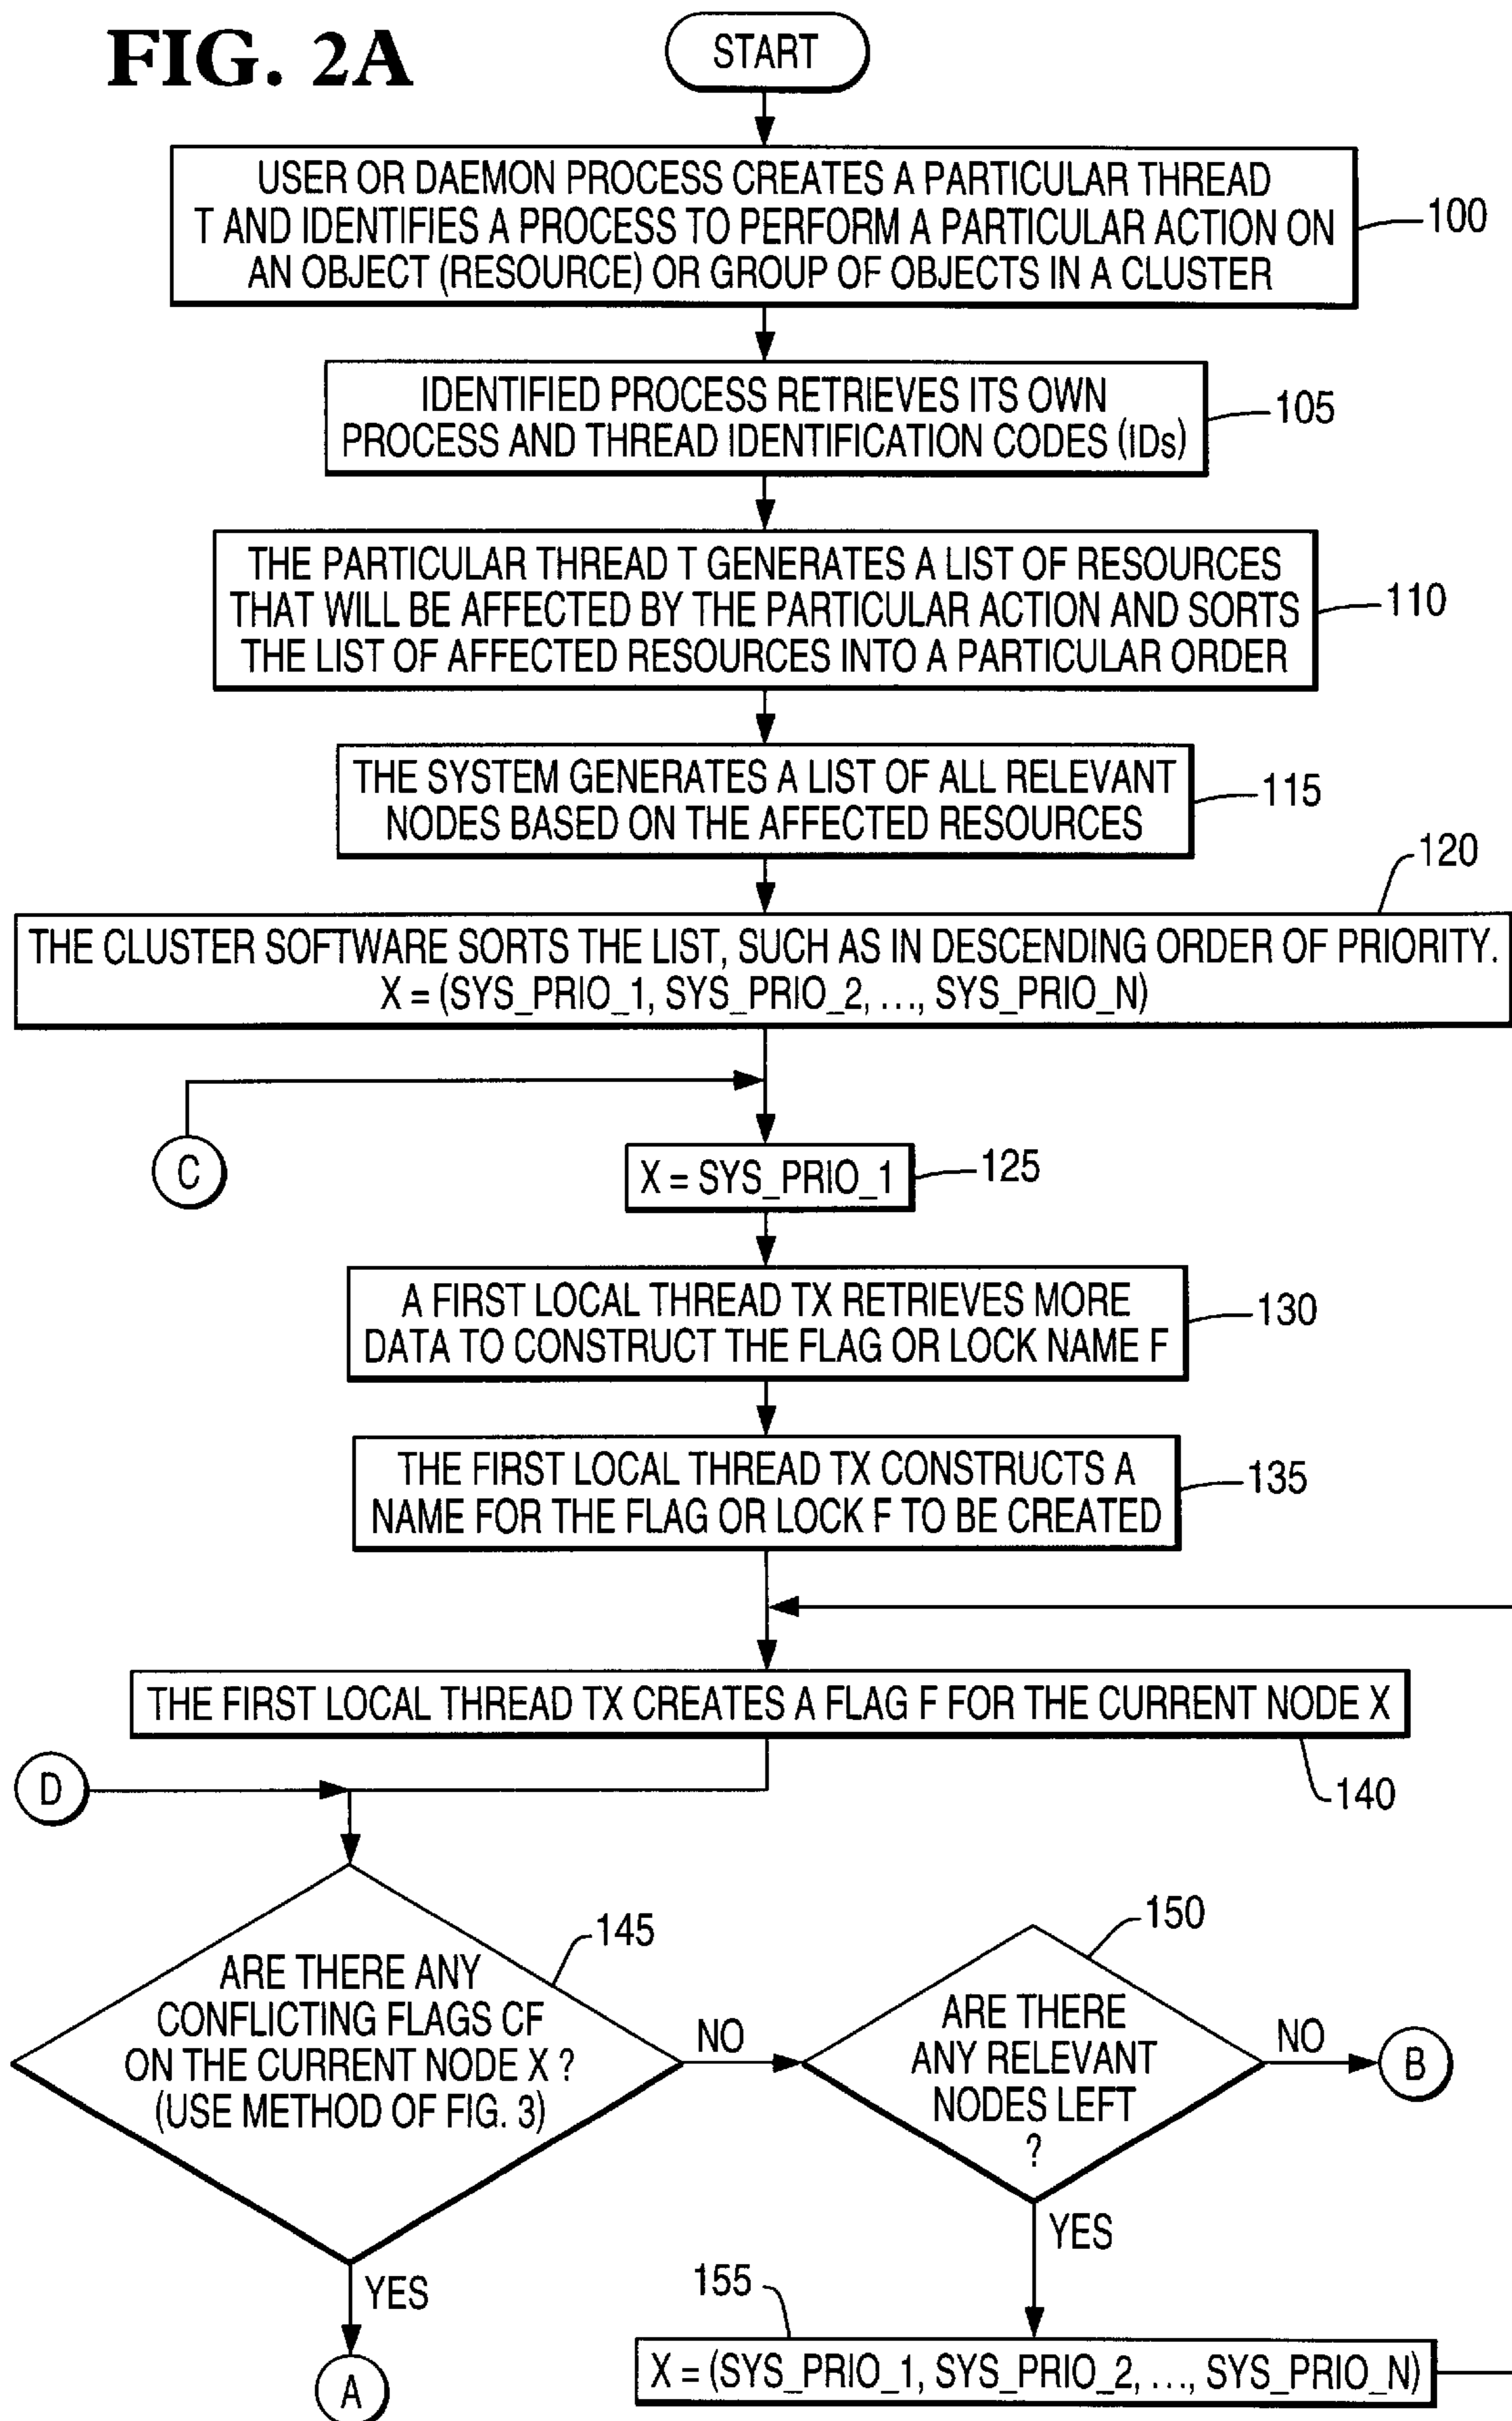 FIG. 2A
START
USER OR DAEMON PROCESS CREATES A PARTICULAR THREAD
T AND IDENTIFIES A PROCESS TO PERFORM A PARTICULAR ACTION ON
AN OBJECT (RESOURCE) OR GROUP OF OBJECTS IN A CLUSTER
100
IDENTIFIED PROCESS RETRIEVES ITS OWN
PROCESS AND THREAD IDENTIFICATION CODES (IDs)
105
THE PARTICULAR THREAD T GENERATES A LIST OF RESOURCES
THAT WILL BE AFFECTED BY THE PARTICULAR ACTION AND SORTS
THE LIST OF AFFECTED RESOURCES INTO A PARTICULAR ORDER
110
THE SYSTEM GENERATES A LIST OF ALL RELEVANT
NODES BASED ON THE AFFECTED RESOURCES
115
120
THE CLUSTER SOFTWARE SORTS THE LIST, SUCH AS IN DESCENDING ORDER OF PRIORITY.
X = (SYS_PRIO_1, SYS_PRIO_2, ..., SYS_PRIO_N)
C
X = SYS_PRIO_1
125
A FIRST LOCAL THREAD TX RETRIEVES MORE
DATA TO CONSTRUCT THE FLAG OR LOCK NAME F
130
THE FIRST LOCAL THREAD TX CONSTRUCTS A
NAME FOR THE FLAG OR LOCK F TO BE CREATED
135
THE FIRST LOCAL THREAD TX CREATES A FLAG F FOR THE CURRENT NODE X
140
D
ARE THERE ANY
CONFLICTING FLAGS CF
ON THE CURRENT NODE X ?
(USE METHOD OF FIG. 3)
145
NO
YES
A
ARE THERE
ANY RELEVANT
NODES LEFT
?
150
NO
B
YES
155
X = (SYS_PRIO_1, SYS_PRIO_2, ..., SYS_PRIO_N)